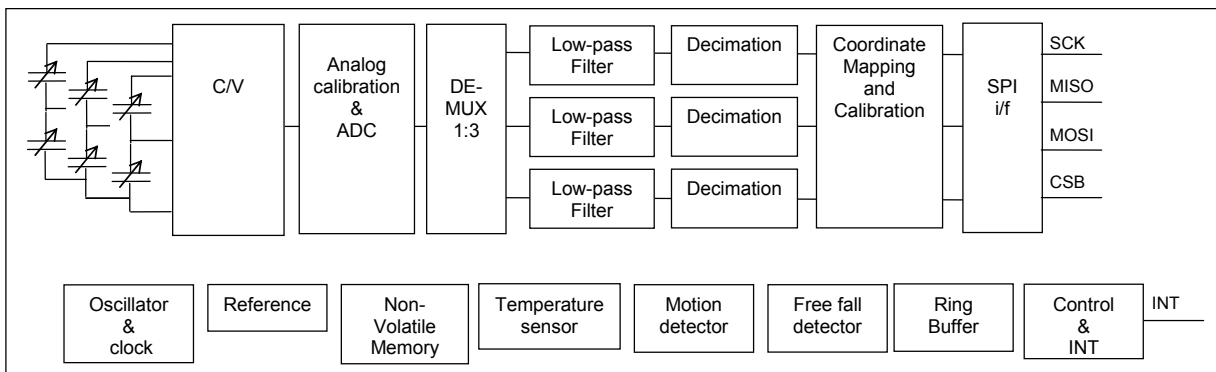 C/V
Analog
calibration
&
ADC
DE-
MUX
1:3
Low-pass
Filter
Decimation
Low-pass
Filter
Decimation
Low-pass
Filter
Decimation
Coordinate
Mapping
and
Calibration
SPI
i/f
SCK
MISO
MOSI
CSB
Oscillator
&
clock
Reference
Non-
Volatile
Memory
Temperature
sensor
Motion
detector
Free fall
detector
Ring
Buffer
Control
&
INT
INT